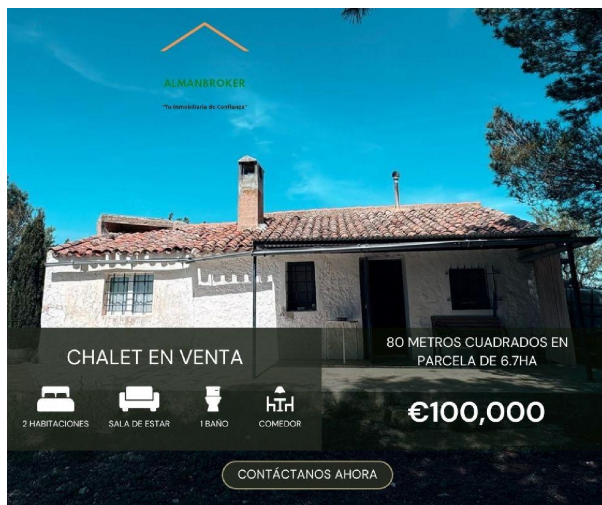 ALMANBROKER
"Tu Inmobiliaria de Confianza"
CHALET EN VENTA
2 HABITACIONES
SALA DE ESTAR
1 BAÑO
COMEDOR
80 METROS CUADRADOS EN
PARCELA DE 6.7HA
€100,000
CONTÁCTANOS AHORA